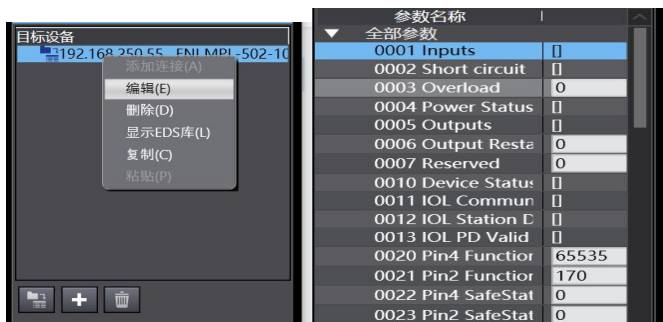 目标设备
192.168.250.55 ENI MPL-502-10
添加连接(A)
编辑(E)
删除(D)
显示EDS库(L)
复制(C)
粘贴(P)
参数名称
全部参数
0001 Inputs []
0002 Short circuit []
0003 Overload 0
0004 Power Status []
0005 Outputs []
0006 Output Resta 0
0007 Reserved 0
0010 Device Status []
0011 IOL Commun []
0012 IOL Station D []
0013 IOL PD Valid []
0020 Pin4 Function 65535
0021 Pin2 Function 170
0022 Pin4 SafeStat 0
0023 Pin2 SafeStat 0